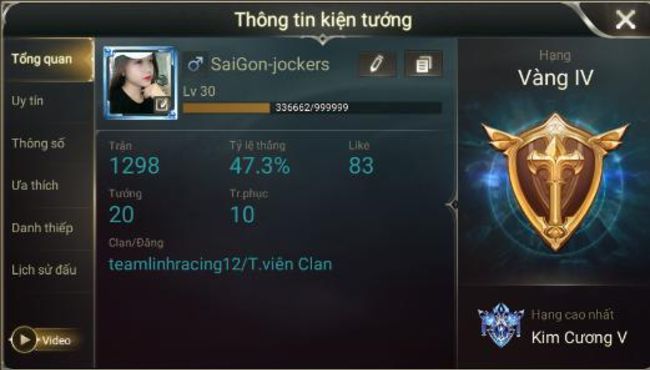 Thông tin kiện tướng
Tổng quan
Uy tín
Thông số
Ưa thích
Danh thiếp
Lịch sử đấu
Video
SaiGon-jockers
Lv 30
336662/999999
Trận
Tỷ lệ thắng
Like
1298
47.3%
83
Tướng
Tr.phục
20
10
Clan/Đăng
teamlinhracing12/T.viên Clan
Hạng
Vàng IV
Hạng cao nhất
Kim Cương V